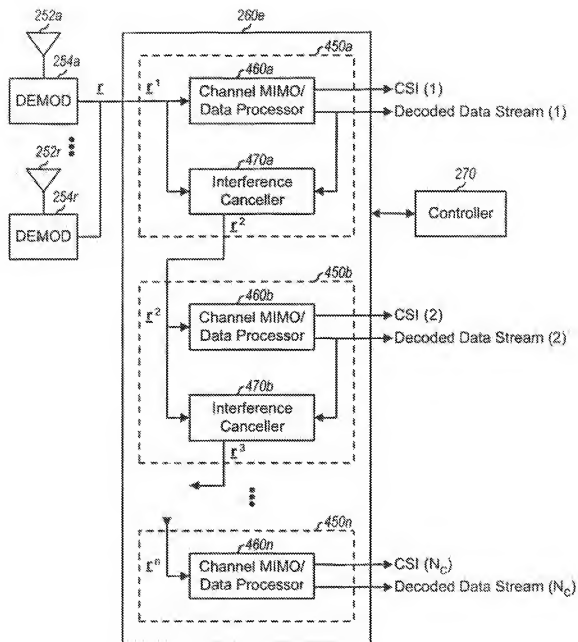 252a
254a
DEMOD
r
252r
254r
DEMOD
260e
450a
r¹
460a
Channel MIMO/
Data Processor
CSI (1)
Decoded Data Stream (1)
470a
Interference
Canceller
r²
270
Controller
450b
r²
460b
Channel MIMO/
Data Processor
CSI (2)
Decoded Data Stream (2)
470b
Interference
Canceller
r³
450n
rⁿ
460n
Channel MIMO/
Data Processor
CSI (N_C)
Decoded Data Stream (N_C)